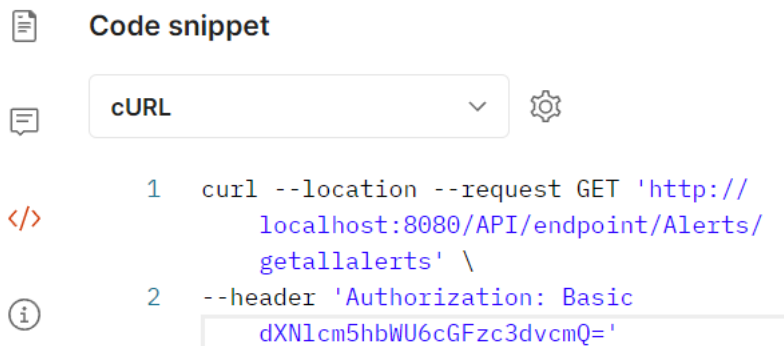 Code snippet
cURL
1 curl --location --request GET 'http://
localhost:8080/API/endpoint/Alerts/
getallalerts' \
2 --header 'Authorization: Basic
dXNlcm5hbWU6cGFzc3dvcmQ='